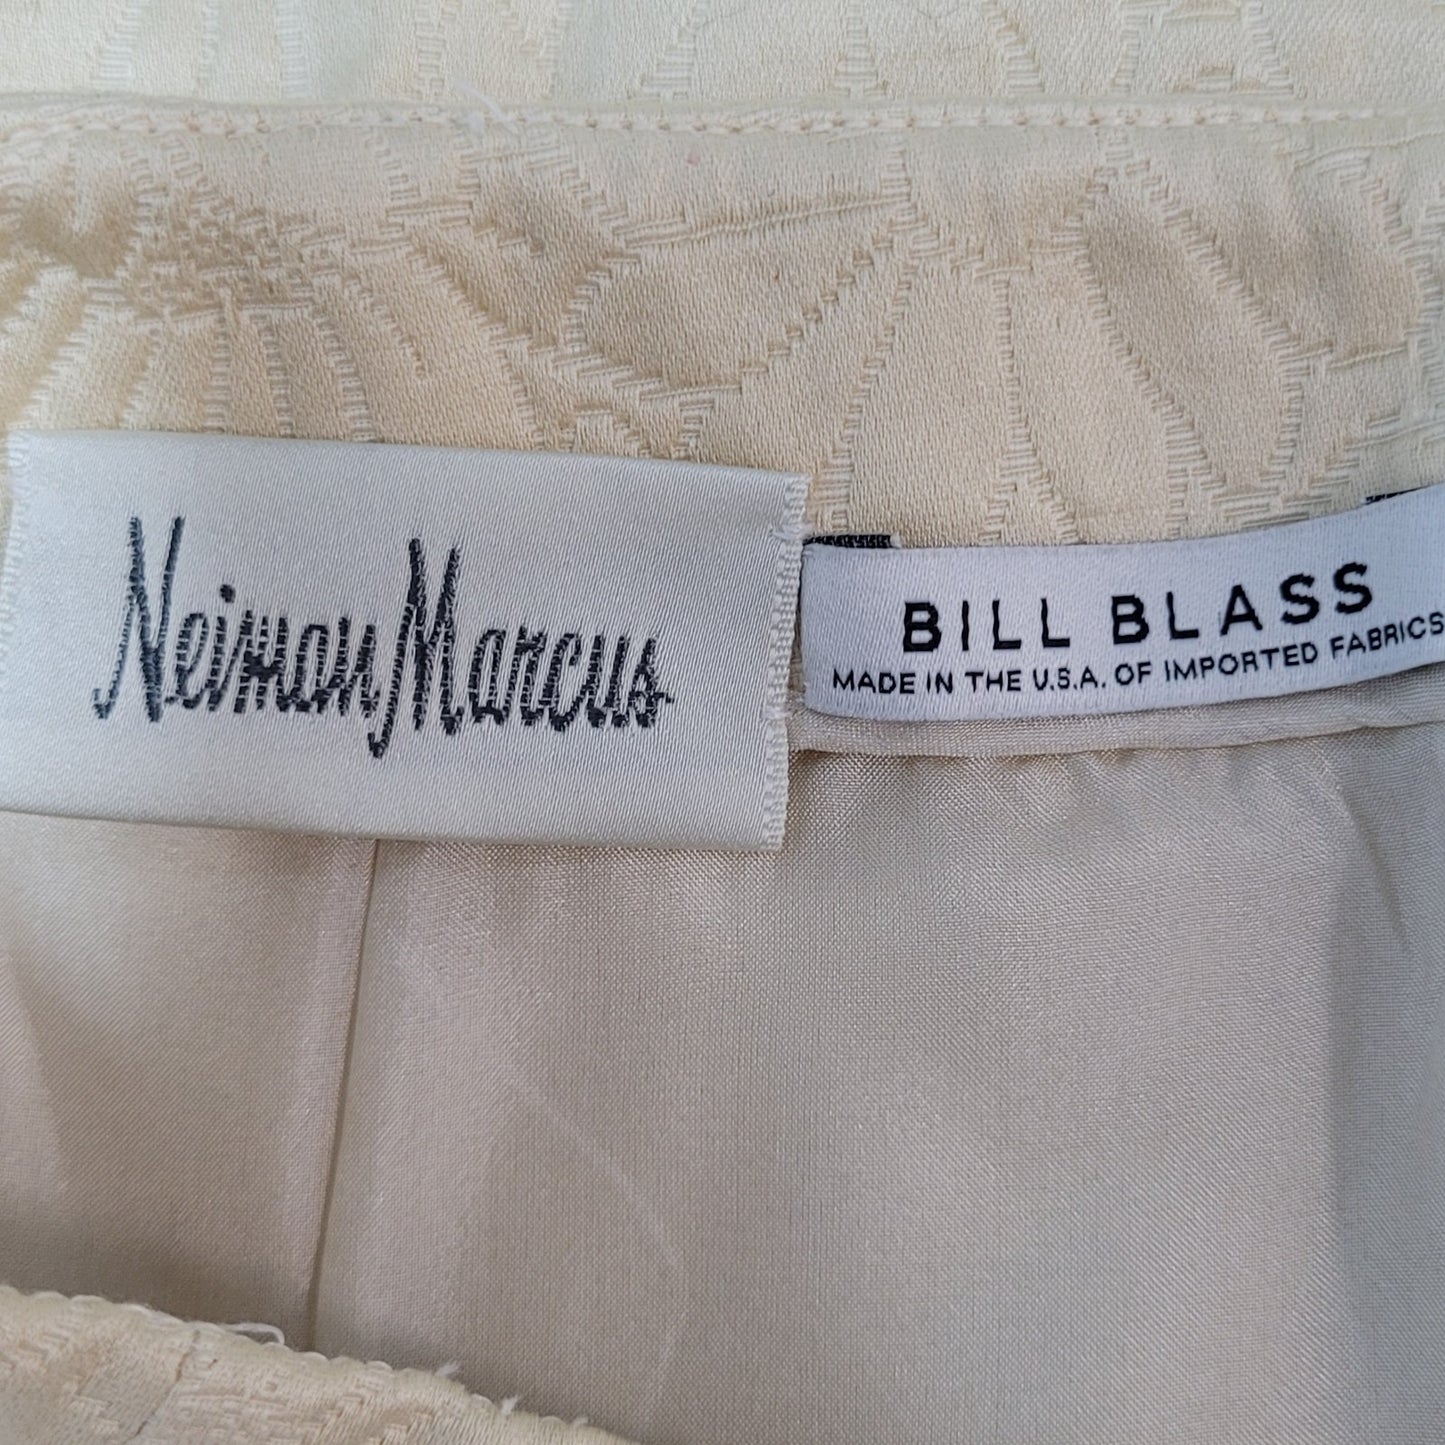 Neiman Marcus
BILL BLASS
MADE IN THE U.S.A. OF IMPORTED FABRICS